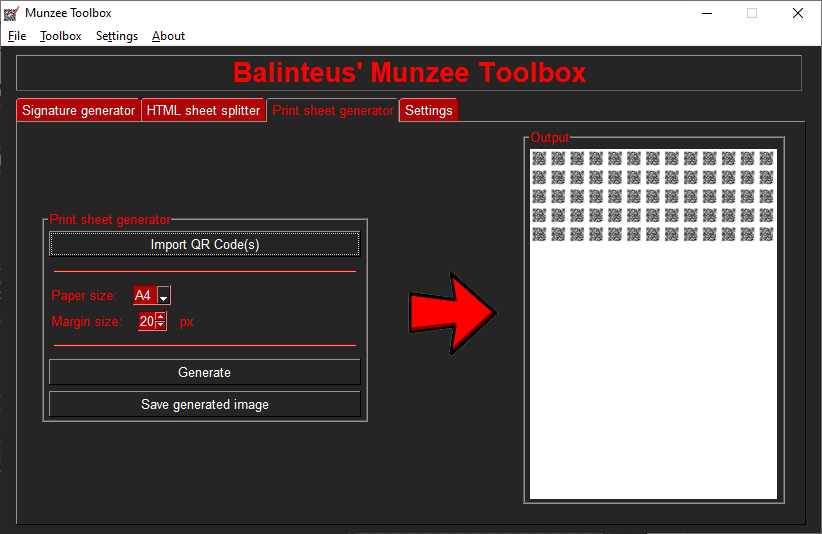 Munzee Toolbox
File Toolbox Settings About
Balinteus' Munzee Toolbox
Signature generator HTML sheet splitter Print sheet generator Settings
Print sheet generator
Import QR Code(s)
Paper size: A4
Margin size: 20 px
Generate
Save generated image
Output